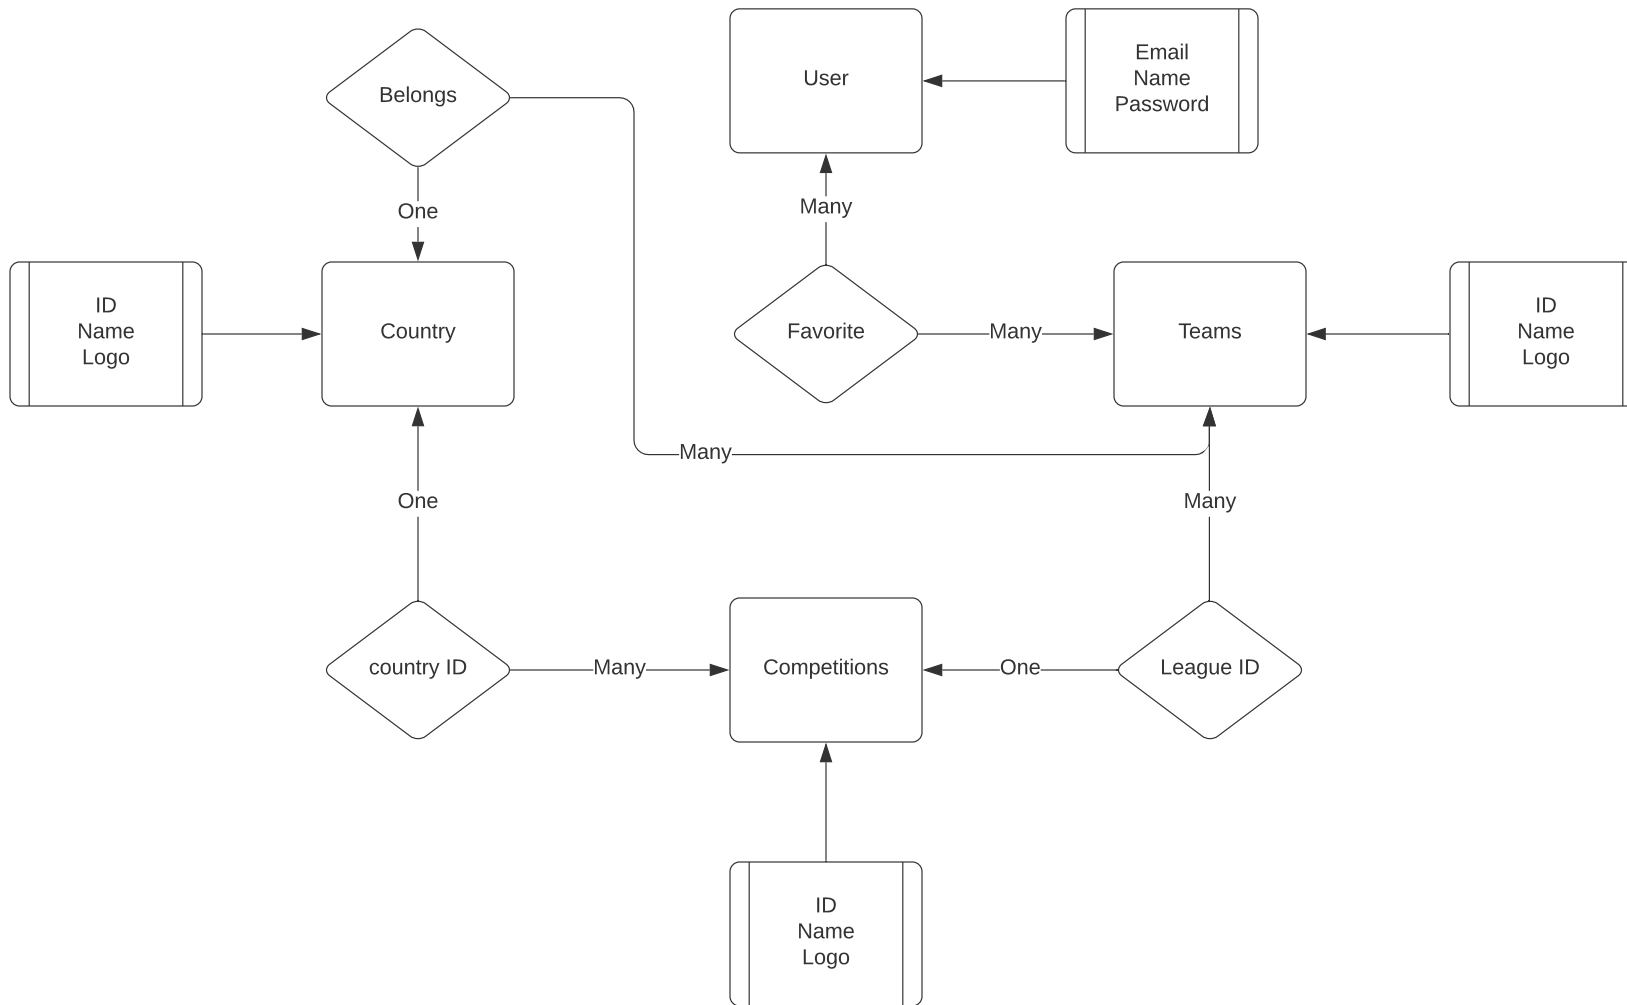 Belongs
User
Email
Name
Password
One
Many
ID
Name
Logo
Country
Favorite
Many
Teams
ID
Name
Logo
Many
One
Many
country ID
Many
Competitions
One
League ID
ID
Name
Logo